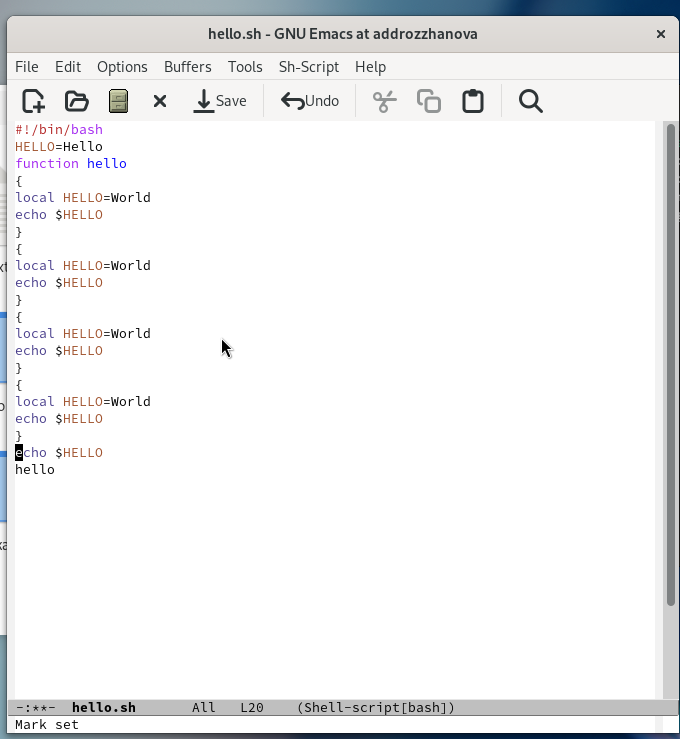 hello.sh - GNU Emacs at addrozzhanova
File Edit Options Buffers Tools Sh-Script Help
Save Undo
#!/bin/bash
HELLO=Hello
function hello
{
local HELLO=World
echo $HELLO
}
{
local HELLO=World
echo $HELLO
}
{
local HELLO=World
echo $HELLO
}
{
local HELLO=World
echo $HELLO
}
echo $HELLO
hello
-:**- hello.sh All L20 (Shell-script[bash])
Mark set